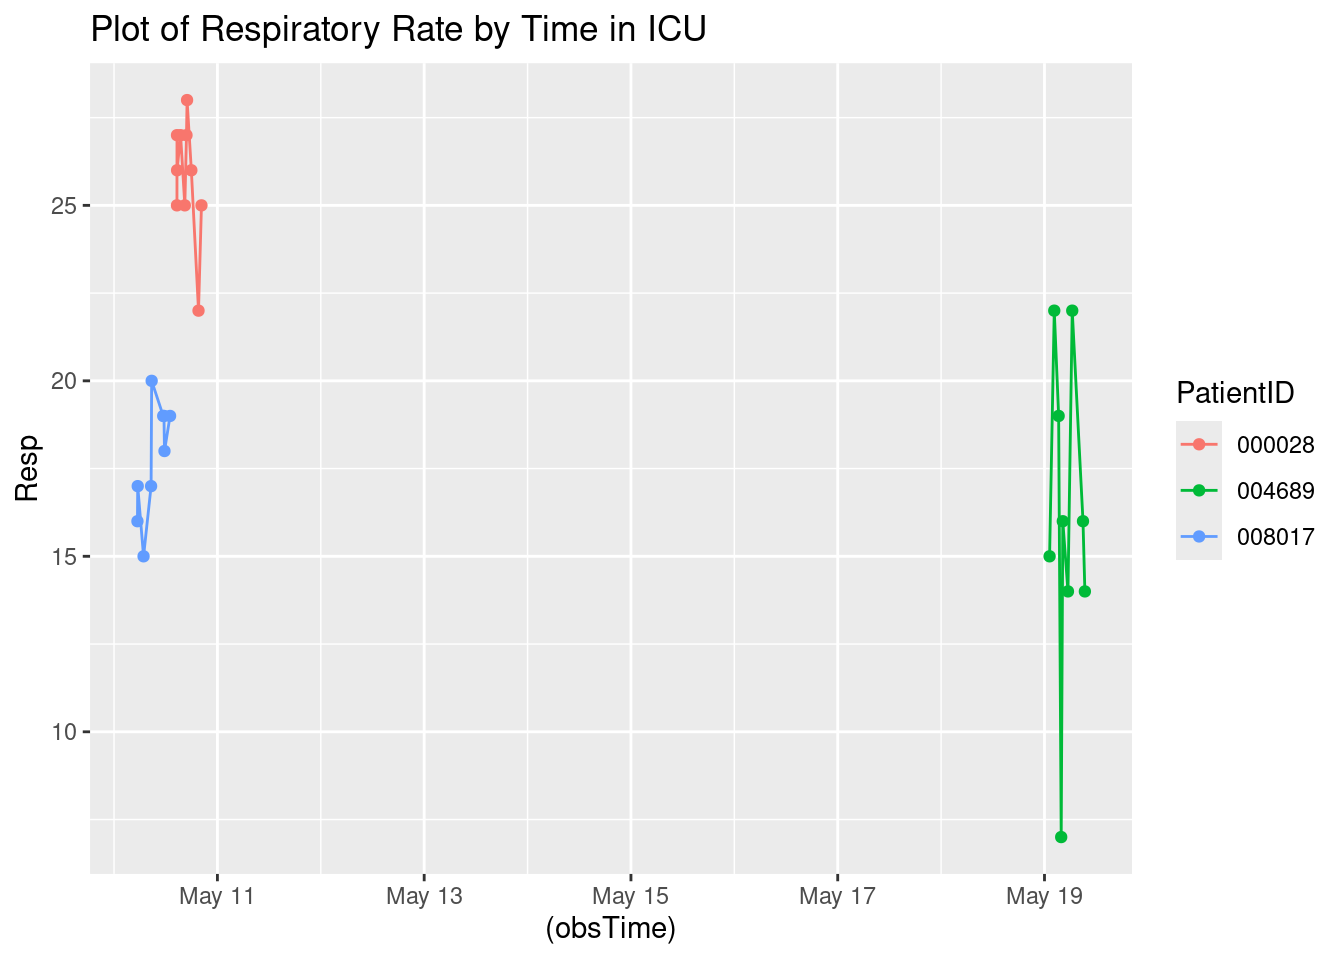 Plot of Respiratory Rate by Time in ICU
25
20
15
10
Resp
May 11
May 13
May 15
May 17
May 19
(obsTime)
PatientID
000028
004689
008017